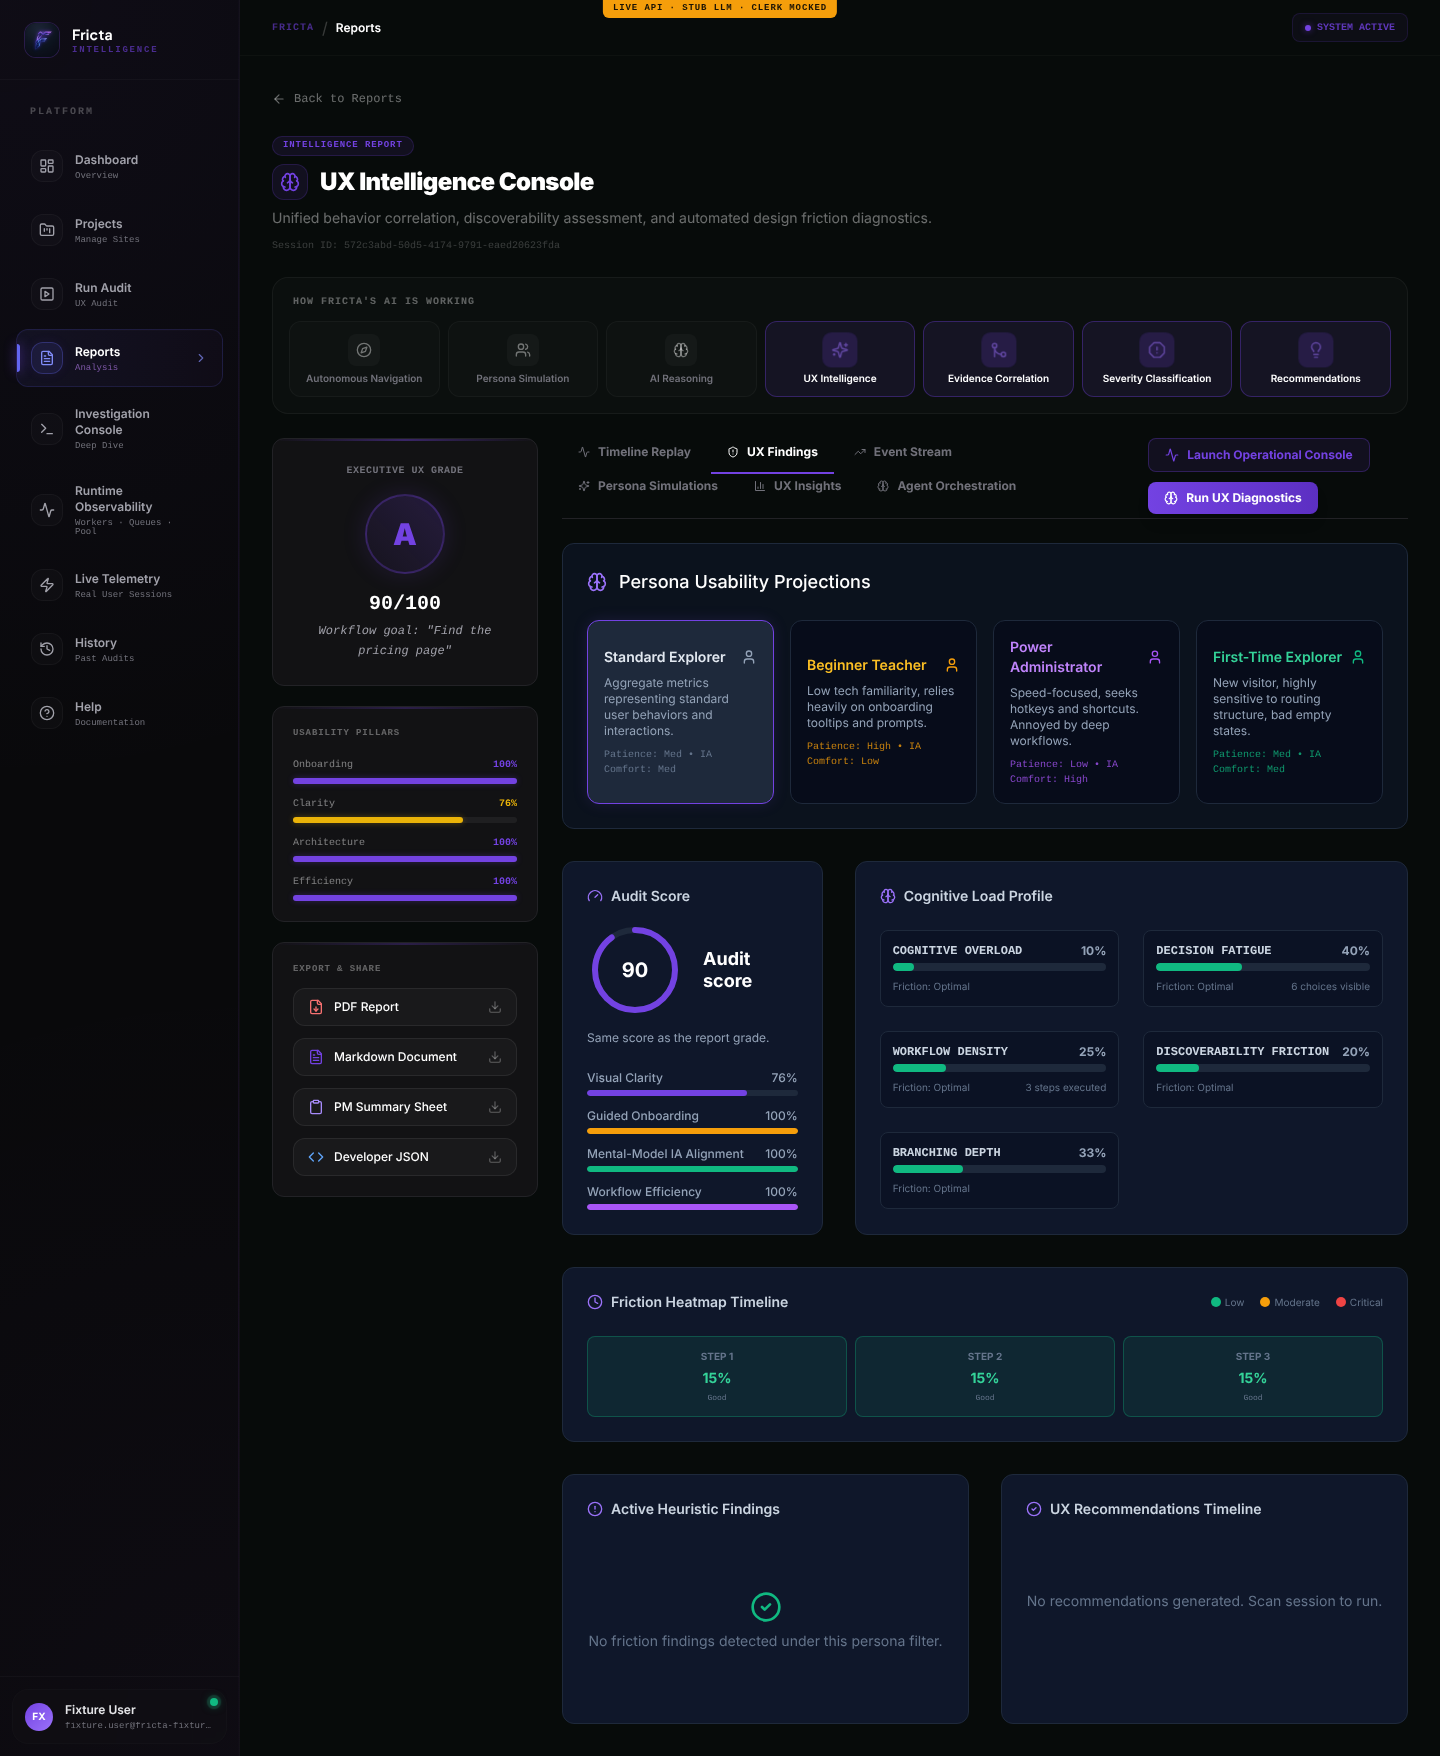 LIVE API · STUB LLM · CLERK MOCKED
Fricta
INTELLIGENCE
FRICTA / Reports
SYSTEM ACTIVE
PLATFORM
Dashboard
Overview
Projects
Manage Sites
Run Audit
UX Audit
Reports
Analysis
Investigation
Console
Deep Dive
Runtime
Observability
Workers · Queues ·
Pool
Live Telemetry
Real User Sessions
History
Past Audits
Help
Documentation
FX
Fixture User
fixture.user@fricta-fixtur…
Back to Reports
INTELLIGENCE REPORT
UX Intelligence Console
Unified behavior correlation, discoverability assessment, and automated design friction diagnostics.
Session ID: 572c3abd-50d5-4174-9791-eaed20623fda
HOW FRICTA'S AI IS WORKING
Autonomous Navigation
Persona Simulation
AI Reasoning
UX Intelligence
Evidence Correlation
Severity Classification
Recommendations
EXECUTIVE UX GRADE
A
90/100
Workflow goal: "Find the
pricing page"
USABILITY PILLARS
Onboarding 100%
Clarity 76%
Architecture 100%
Efficiency 100%
EXPORT & SHARE
PDF Report
Markdown Document
PM Summary Sheet
Developer JSON
Timeline Replay
UX Findings
Event Stream
Persona Simulations
UX Insights
Agent Orchestration
Launch Operational Console
Run UX Diagnostics
Persona Usability Projections
Standard Explorer
Aggregate metrics
representing standard
user behaviors and
interactions.
Patience: Med • IA
Comfort: Med
Beginner Teacher
Low tech familiarity, relies
heavily on onboarding
tooltips and prompts.
Patience: High • IA
Comfort: Low
Power
Administrator
Speed-focused, seeks
hotkeys and shortcuts.
Annoyed by deep
workflows.
Patience: Low • IA
Comfort: High
First-Time Explorer
New visitor, highly
sensitive to routing
structure, bad empty
states.
Patience: Med • IA
Comfort: Med
Audit Score
90
Audit
score
Same score as the report grade.
Visual Clarity 76%
Guided Onboarding 100%
Mental-Model IA Alignment 100%
Workflow Efficiency 100%
Cognitive Load Profile
COGNITIVE OVERLOAD 10%
Friction: Optimal
DECISION FATIGUE 40%
Friction: Optimal 6 choices visible
WORKFLOW DENSITY 25%
Friction: Optimal 3 steps executed
DISCOVERABILITY FRICTION 20%
Friction: Optimal
BRANCHING DEPTH 33%
Friction: Optimal
Friction Heatmap Timeline
Low Moderate Critical
STEP 1
15%
Good
STEP 2
15%
Good
STEP 3
15%
Good
Active Heuristic Findings
No friction findings detected under this persona filter.
UX Recommendations Timeline
No recommendations generated. Scan session to run.